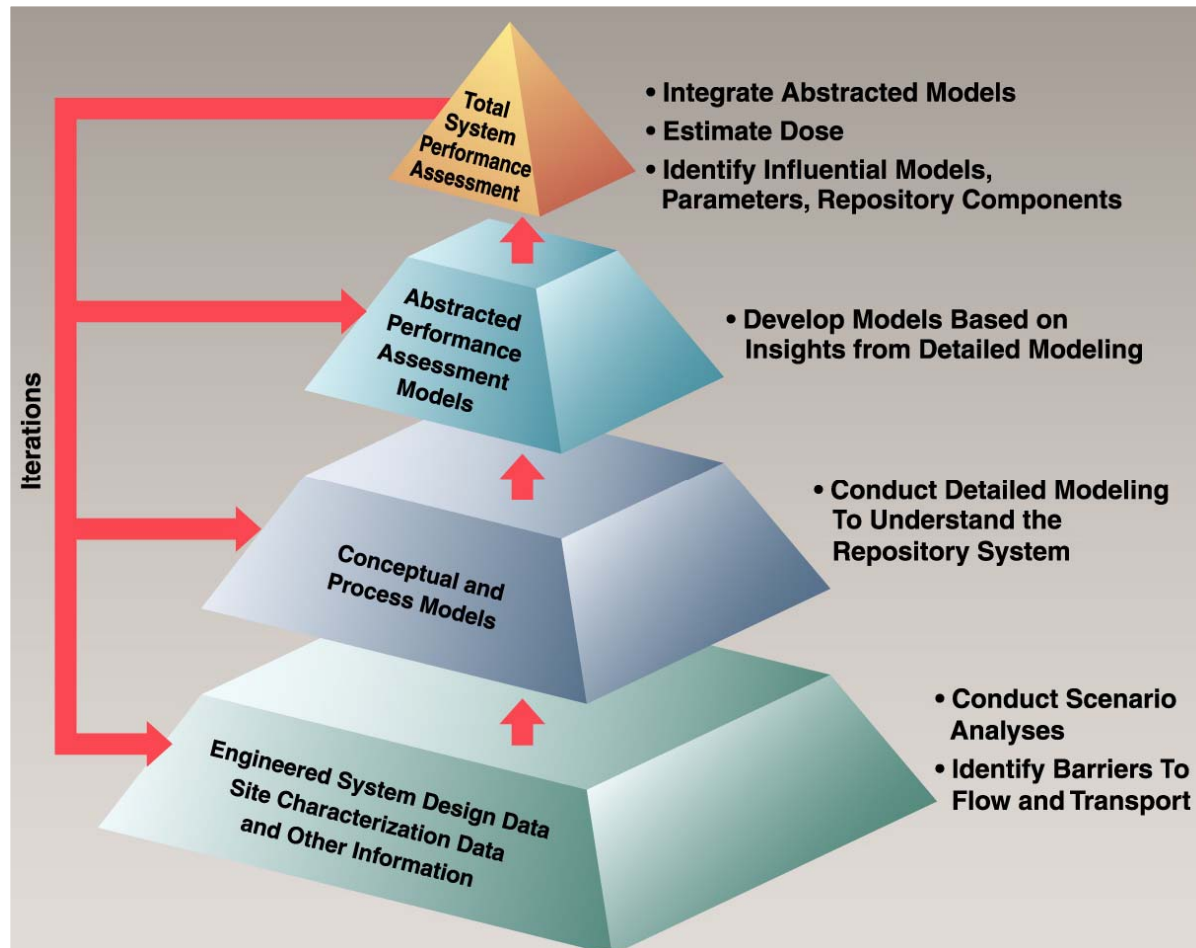 Total
System
Performance
Assessment
• Integrate Abstracted Models
• Estimate Dose
• Identify Influential Models,
Parameters, Repository Components
Abstracted
Performance
Assessment
Models
• Develop Models Based on
Insights from Detailed Modeling
Iterations
Conceptual and
Process Models
• Conduct Detailed Modeling
To Understand the
Repository System
Engineered System Design Data
Site Characterization Data
and Other Information
• Conduct Scenario
Analyses
• Identify Barriers To
Flow and Transport